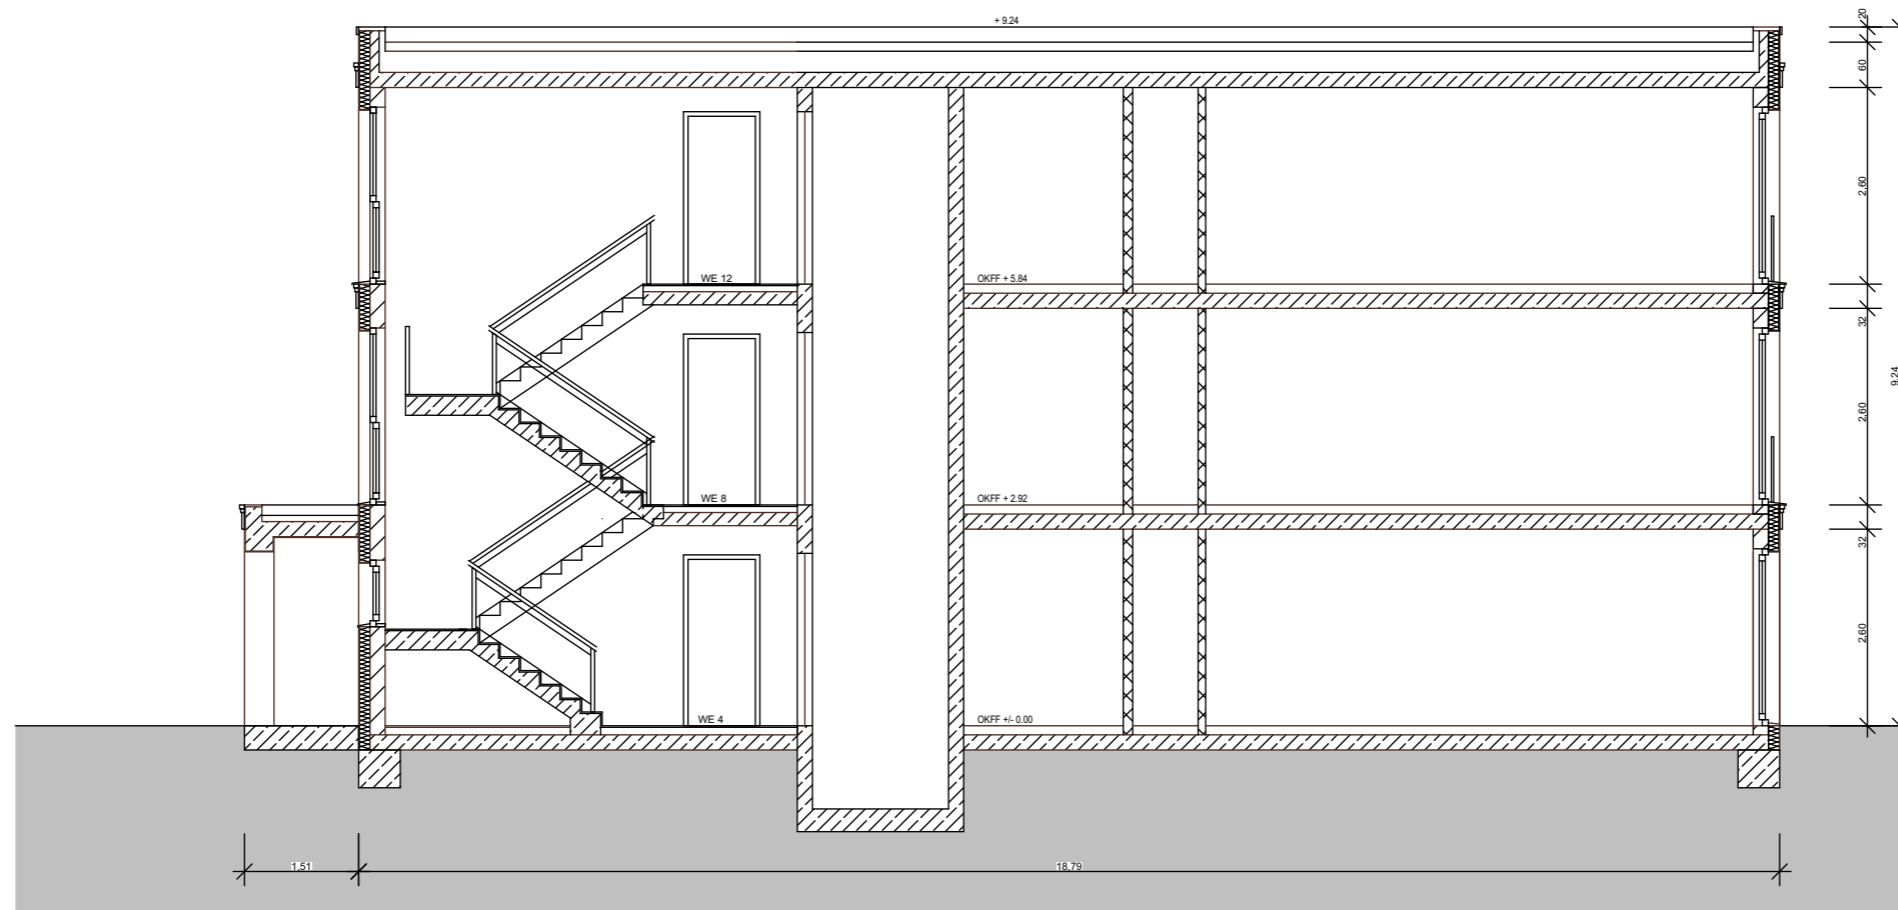 + 9.24
20
60
2,60
WE 12
OKFF + 5.84
32
9,24
2,60
WE 8
OKFF + 2.92
32
2,60
WE 4
OKFF +/- 0.00
1,51
18,79